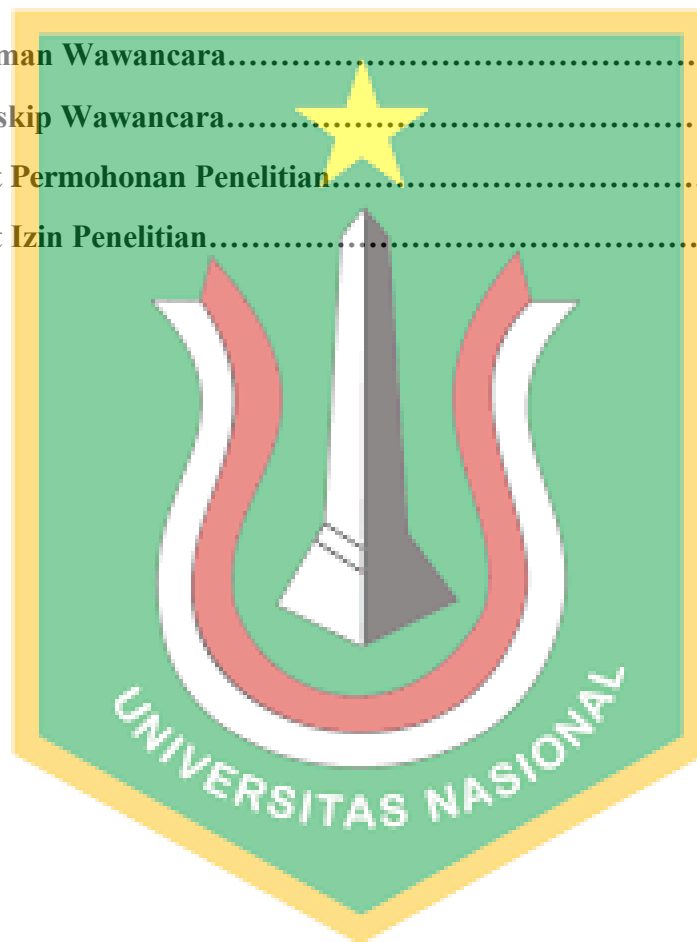 man Wawancara........................................
skip Wawancara........................................
t Permohonan Penelitian..............................
t Izin Penelitian..........................................
UNIVERSITAS NASIONAL